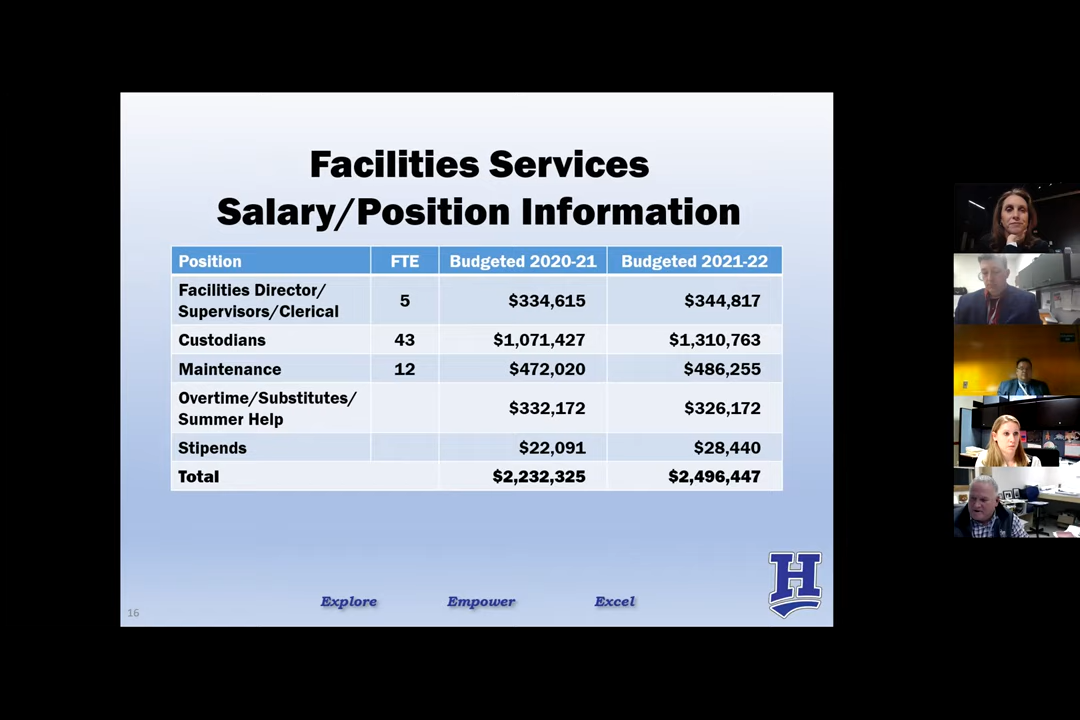 Facilities Services
Salary/Position Information
Position FTE Budgeted 2020-21 Budgeted 2021-22
Facilities Director/
Supervisors/Clerical 5 $334,615 $344,817
Custodians 43 $1,071,427 $1,310,763
Maintenance 12 $472,020 $486,255
Overtime/Substitutes/
Summer Help $332,172 $326,172
Stipends $22,091 $28,440
Total $2,232,325 $2,496,447
H
Explore Empower Excel
16